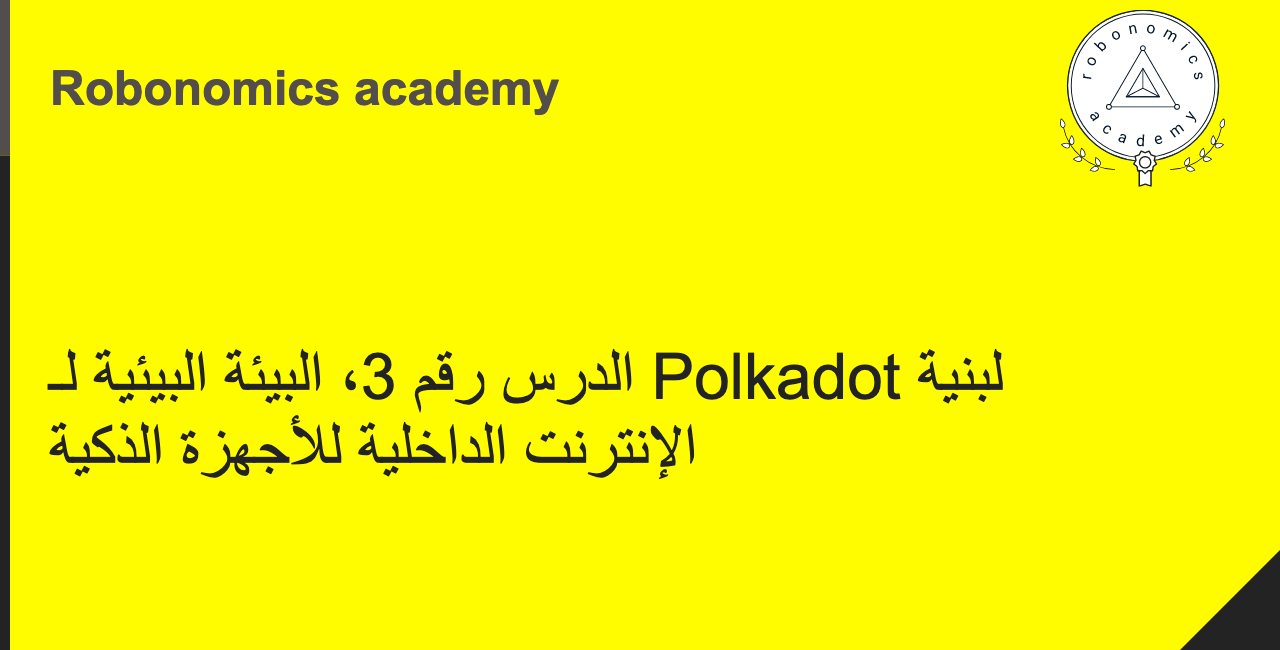 Robonomics academy
robonomics
academy
الدرس رقم 3، البيئة البيئية لـ Polkadot لبنية
الإنترنت الداخلية للأجهزة الذكية